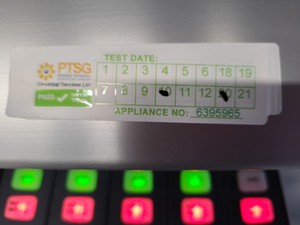 TEST DATE:
PTSG
1 2 3 4 5 6 18 19
Electrical Services Ltd
PASS 7 8 9 10 11 12 20 21
APPLIANCE NO: 6395965